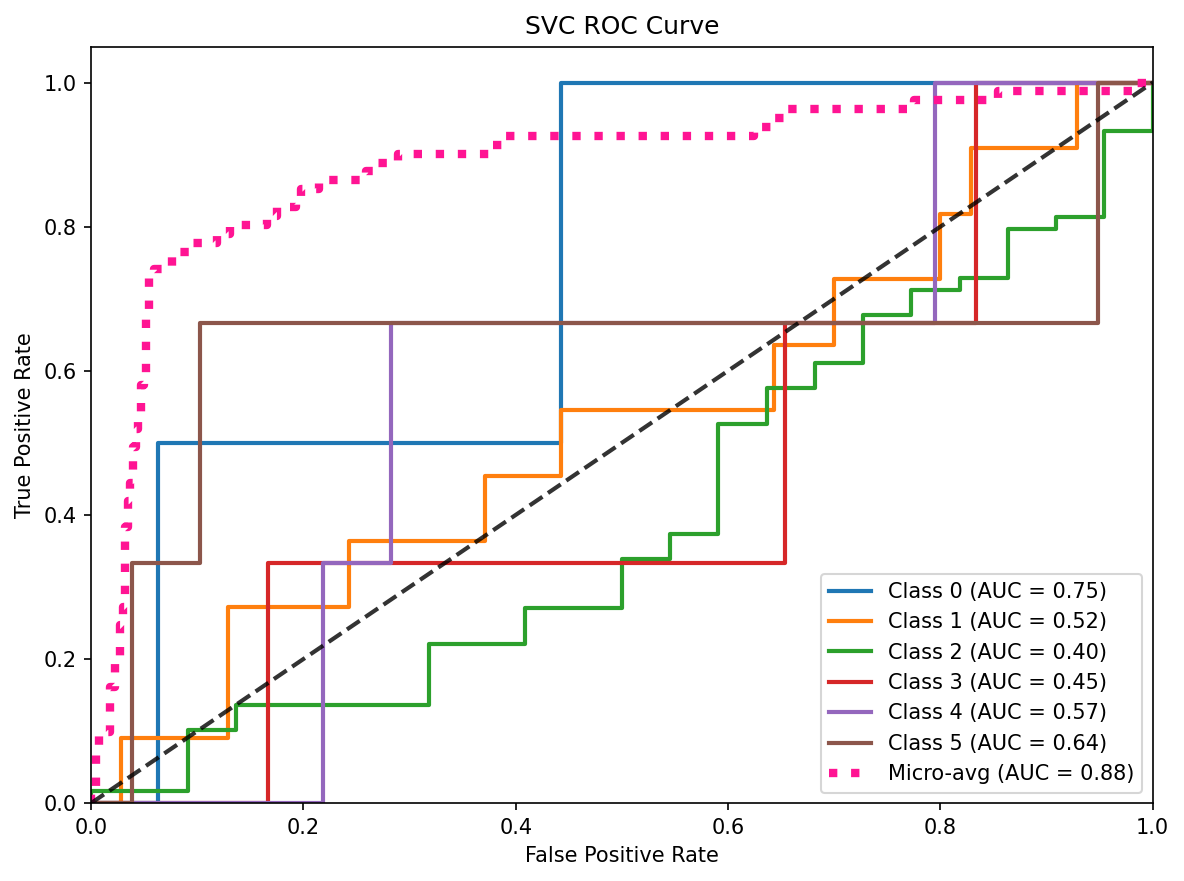 SVC ROC Curve
True Positive Rate
1.0
0.8
0.6
0.4
0.2
0.0
0.0 0.2 0.4 0.6 0.8 1.0
False Positive Rate
Class 0 (AUC = 0.75)
Class 1 (AUC = 0.52)
Class 2 (AUC = 0.40)
Class 3 (AUC = 0.45)
Class 4 (AUC = 0.57)
Class 5 (AUC = 0.64)
Micro-avg (AUC = 0.88)